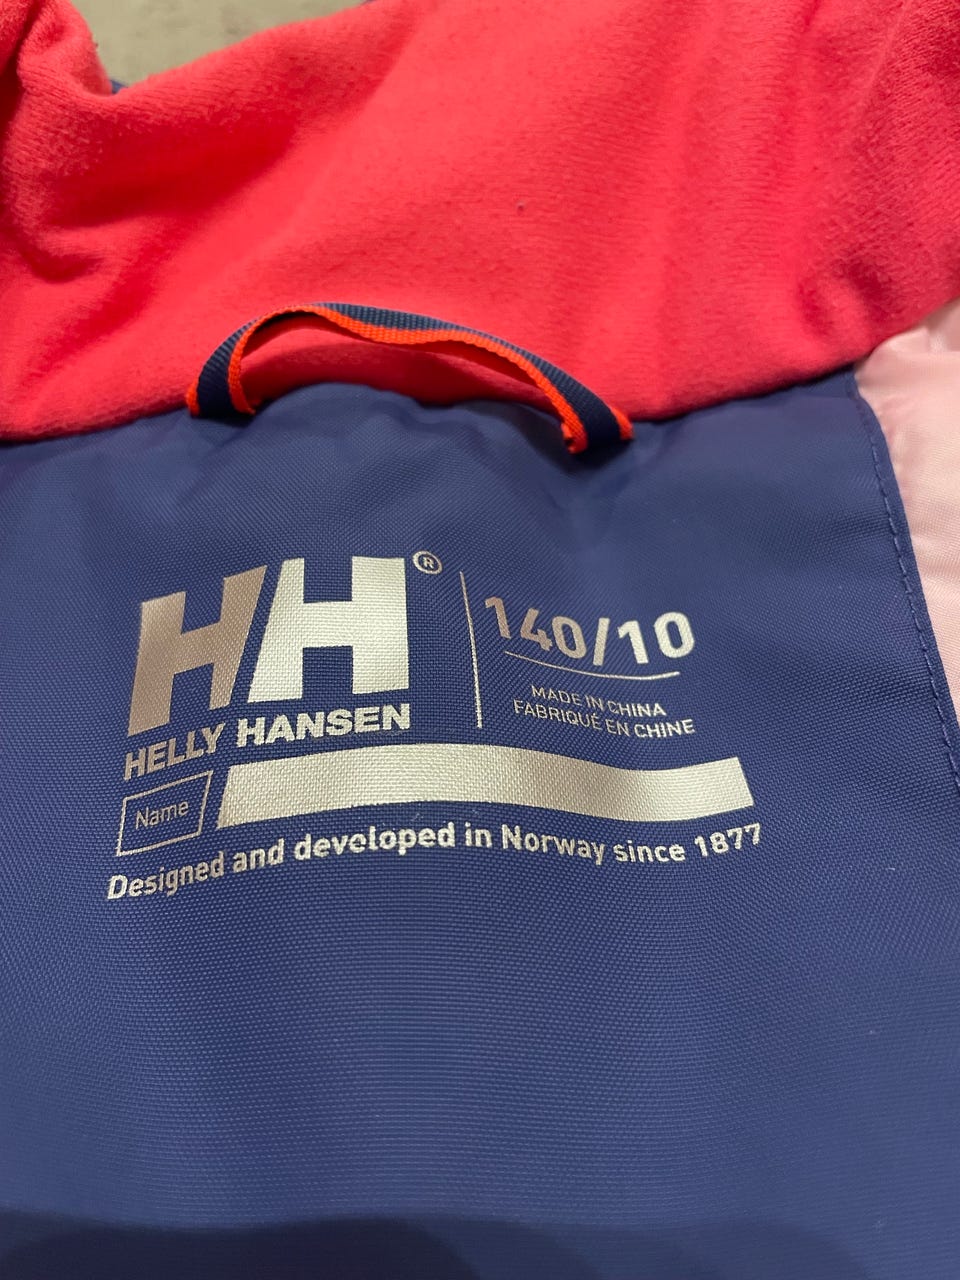 HH®
HELLY HANSEN
140/10
MADE IN CHINA
FABRIQUÉ EN CHINE
Name
Designed and developed in Norway since 1877